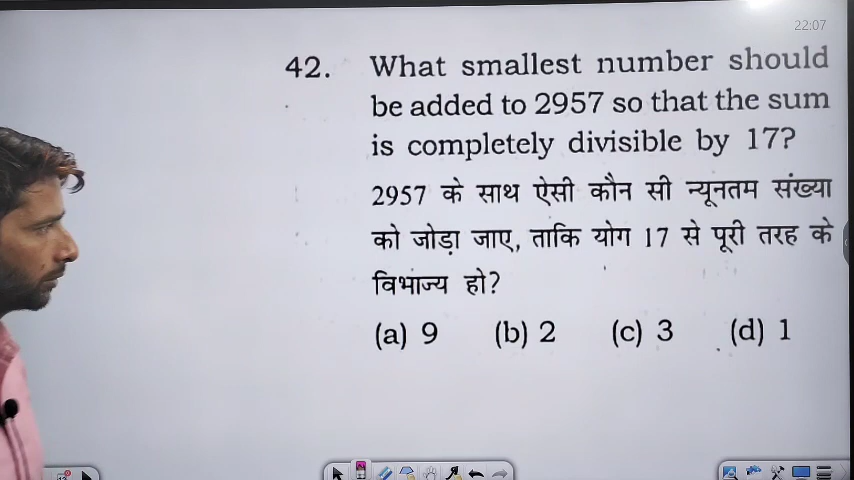 22:07
42. What smallest number should
be added to 2957 so that the sum
is completely divisible by 17?
2957 के साथ ऐसी कौन सी न्यूनतम संख्या
को जोड़ा जाए, ताकि योग 17 से पूरी तरह के
विभाज्य हो?
(a) 9 (b) 2 (c) 3 (d) 1